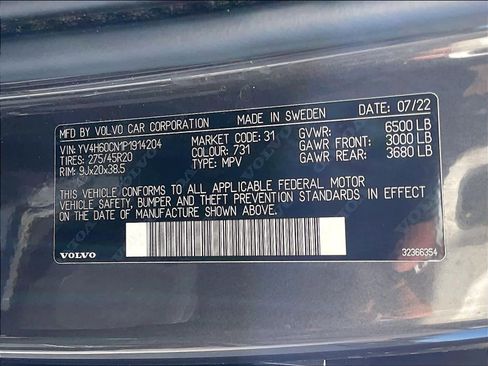 MFD. BY VOLVO CAR CORPORATION MADE IN SWEDEN DATE: 07/22
VIN: YV4H60CN1P1914204 MARKET CODE: 31 GVWR: 6500 LB
TIRES: 275/45R20 COLOUR: 731 GAWR FRONT: 3000 LB
RIM: 9Jx20x38.5 TYPE: MPV GAWR REAR: 3680 LB
THIS VEHICLE CONFORMS TO ALL APPLICABLE FEDERAL MOTOR
VEHICLE SAFETY, BUMPER AND THEFT PREVENTION STANDARDS IN EFFECT
ON THE DATE OF MANUFACTURE SHOWN ABOVE.
VOLVO 32366354